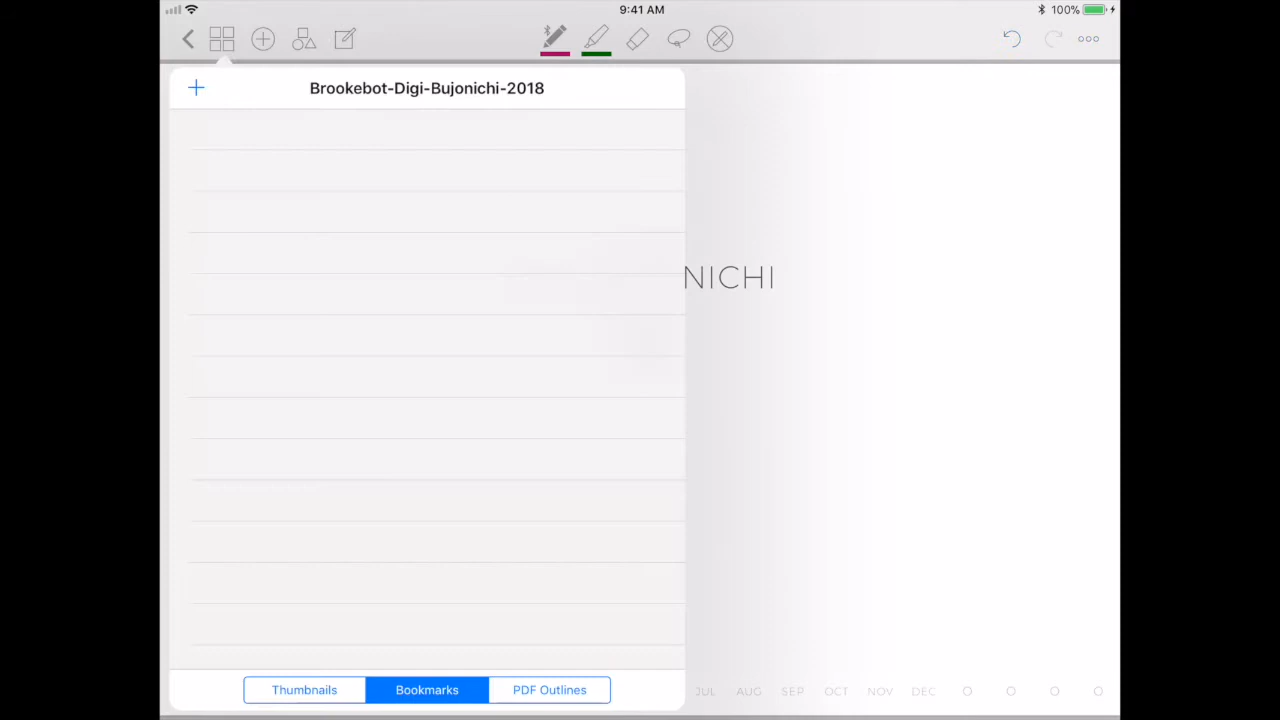 9:41 AM
100%
Brookebot-Digi-Bujonichi-2018
NICHI
Thumbnails
Bookmarks
PDF Outlines
JUL AUG SEP OCT NOV DEC